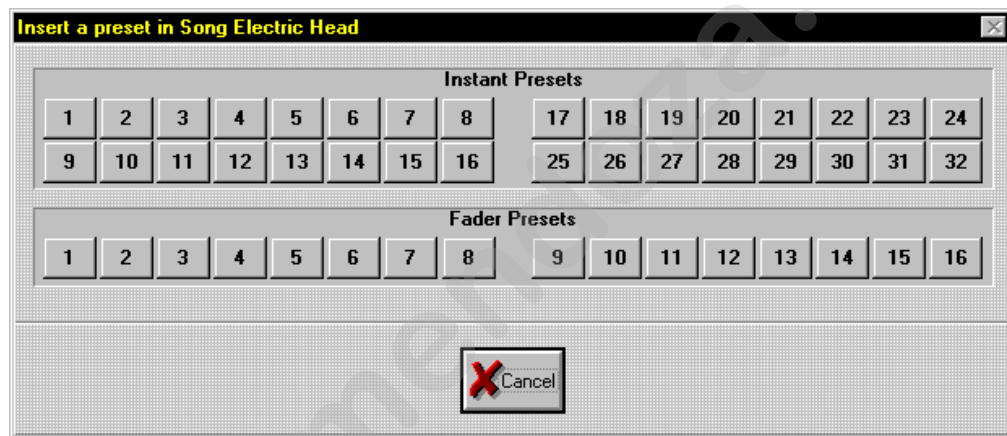 Insert a preset in Song Electric Head
Instant Presets
1 2 3 4 5 6 7 8 17 18 19 20 21 22 23 24
9 10 11 12 13 14 15 16 25 26 27 28 29 30 31 32
Fader Presets
1 2 3 4 5 6 7 8 9 10 11 12 13 14 15 16
Cancel